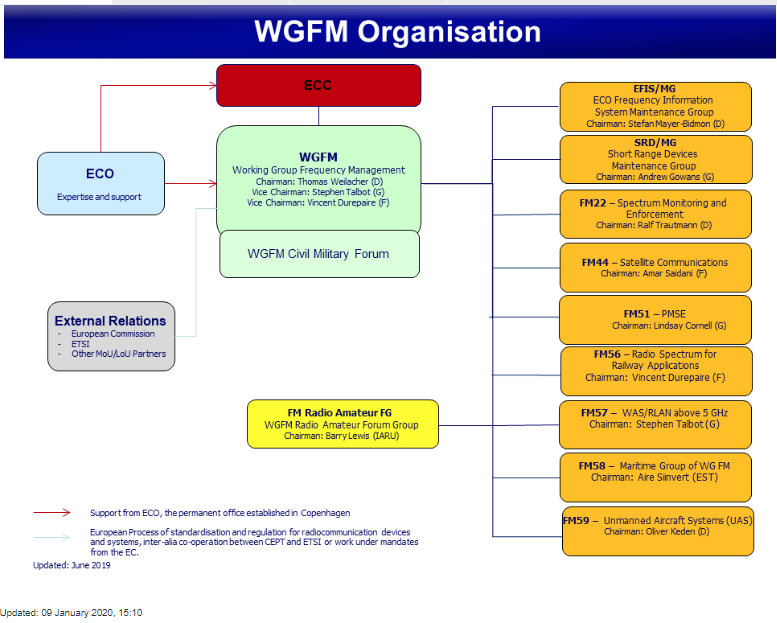 WGFM Organisation
ECC
ECO
Expertise and support
WGFM
Working Group Frequency Management
Chairman: Thomas Weilacher (D)
Vice Chairman: Stephen Talbot (G)
Vice Chairman: Vincent Durepaire (F)
WGFM Civil Military Forum
External Relations
- European Commission
- ETSI
- Other MoU/LoU Partners
FM Radio Amateur FG
WGFM Radio Amateur Forum Group
Chairman: Barry Lewis (IARU)
EFIS/MG
ECO Frequency Information
System Maintenance Group
Chairman: Stefan Mayer-Bidmon (D)
SRD/MG
Short Range Devices
Maintenance Group
Chairman: Andrew Gowans (G)
FM22 – Spectrum Monitoring and
Enforcement
Chairman: Ralf Trautmann (D)
FM44 – Satellite Communications
Chairman: Amar Saidani (F)
FM51 – PMSE
Chairman: Lindsay Cornell (G)
FM56 – Radio Spectrum for
Railway Applications
Chairman: Vincent Durepaire (F)
FM57 – WAS/RLAN above 5 GHz
Chairman: Stephen Talbot (G)
FM58 – Maritime Group of WG FM
Chairman: Aire Siinvert (EST)
FM59 – Unmanned Aircraft Systems (UAS)
Chairman: Oliver Keden (D)
Support from ECO, the permanent office established in Copenhagen
European Process of standardisation and regulation for radiocommunication devices
and systems, inter-alia co-operation between CEPT and ETSI or work under mandates
from the EC.
Updated: June 2019
Updated: 09 January 2020, 15:10